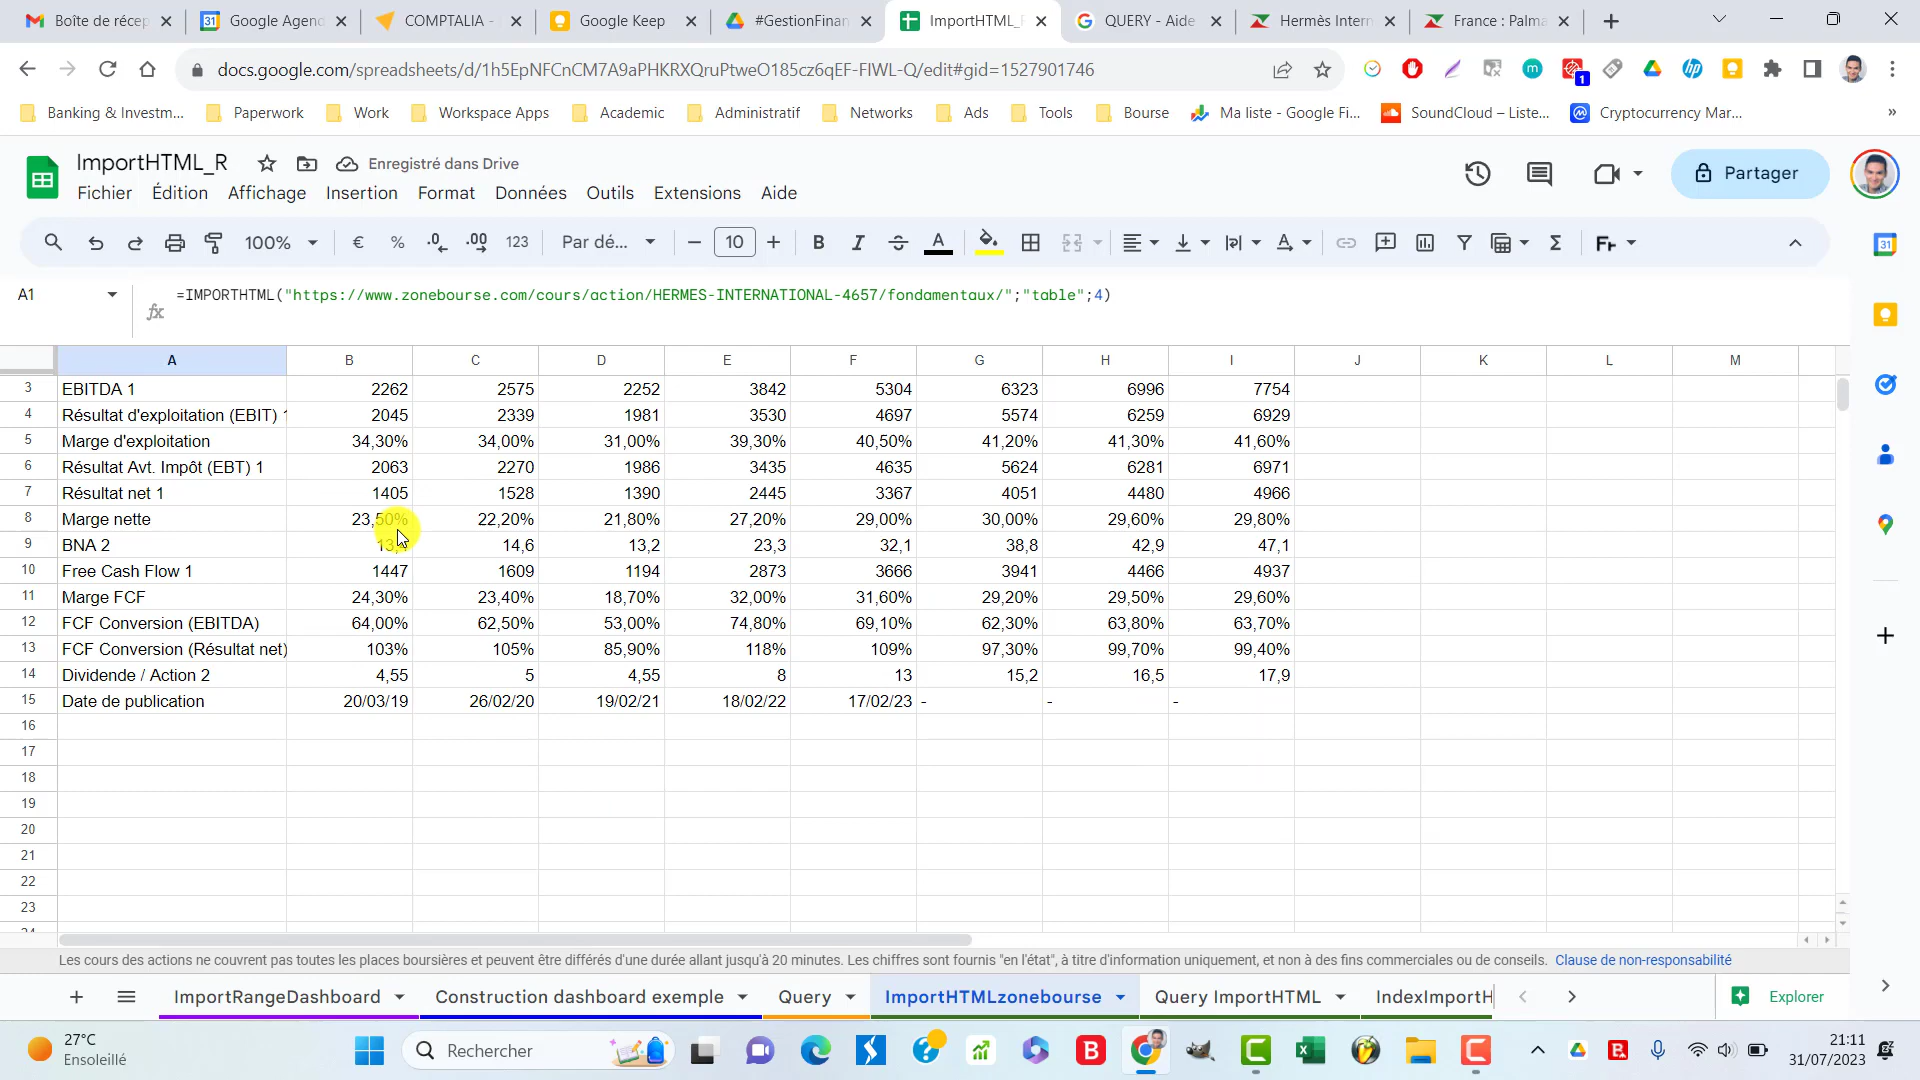 Boîte de récep
Google Agend
COMPTALIA -
Google Keep
#GestionFinan
ImportHTML_R
QUERY - Aide
Hermès Intern
France : Palma
docs.google.com/spreadsheets/d/1h5EpNFCnCM7A9aPHKRXQruPtweO185cz6qEF-FIWL-Q/edit#gid=1527901746
1
Banking & Investm...
Paperwork
Work
Workspace Apps
Academic
Administratif
Networks
Ads
Tools
Bourse
Ma liste - Google Fi...
SoundCloud – Liste...
Cryptocurrency Mar...
»
ImportHTML_R
Enregistré dans Drive
Fichier Édition Affichage Insertion Format Données Outils Extensions Aide
Partager
100% € % .0 .00 123 Par dé... 10 B I
A1
=IMPORTHTML("https://www.zonebourse.com/cours/action/HERMES-INTERNATIONAL-4657/fondamentaux/";"table";4)
A B C D E F G H I J K L M
3 EBITDA 1 2262 2575 2252 3842 5304 6323 6996 7754
4 Résultat d'exploitation (EBIT) 2045 2339 1981 3530 4697 5574 6259 6929
5 Marge d'exploitation 34,30% 34,00% 31,00% 39,30% 40,50% 41,20% 41,30% 41,60%
6 Résultat Avt. Impôt (EBT) 1 2063 2270 1986 3435 4635 5624 6281 6971
7 Résultat net 1 1405 1528 1390 2445 3367 4051 4480 4966
8 Marge nette 23,50% 22,20% 21,80% 27,20% 29,00% 30,00% 29,60% 29,80%
9 BNA 2 14,6 13,2 23,3 32,1 38,8 42,9 47,1
10 Free Cash Flow 1 1447 1609 1194 2873 3666 3941 4466 4937
11 Marge FCF 24,30% 23,40% 18,70% 32,00% 31,60% 29,20% 29,50% 29,60%
12 FCF Conversion (EBITDA) 64,00% 62,50% 53,00% 74,80% 69,10% 62,30% 63,80% 63,70%
13 FCF Conversion (Résultat net) 103% 105% 85,90% 118% 109% 97,30% 99,70% 99,40%
14 Dividende / Action 2 4,55 5 4,55 8 13 15,2 16,5 17,9
15 Date de publication 20/03/19 26/02/20 19/02/21 18/02/22 17/02/23 - - -
16
17
18
19
20
21
22
23
Les cours des actions ne couvrent pas toutes les places boursières et peuvent être différés d'une durée allant jusqu'à 20 minutes. Les chiffres sont fournis "en l'état", à titre d'information uniquement, et non à des fins commerciales ou de conseils. Clause de non-responsabilité
ImportRangeDashboard
Construction dashboard exemple
Query
ImportHTMLzonebourse
Query ImportHTML
IndexImportH
Explorer
27°C
Ensoleillé
Rechercher
21:11
31/07/2023